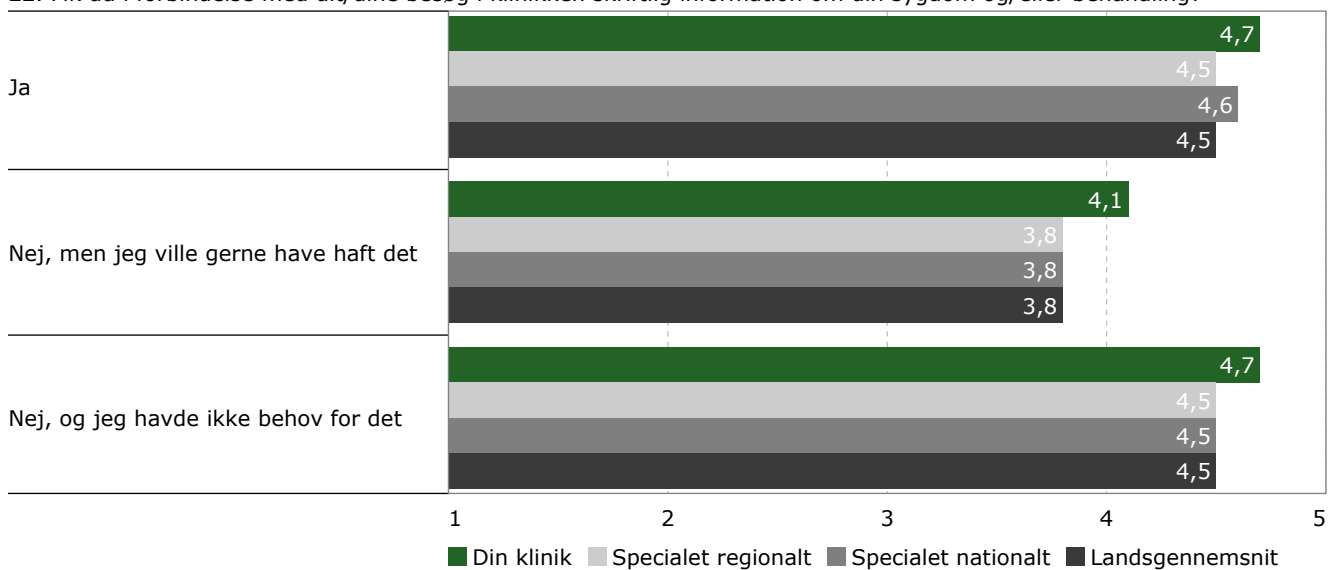 Ja
4,7
4,5
4,6
4,5
Nej, men jeg ville gerne have haft det
4,1
3,8
3,8
3,8
Nej, og jeg havde ikke behov for det
4,7
4,5
4,5
4,5
1 2 3 4 5
Din klinik Specialet regionalt Specialet nationalt Landsgennemsnit